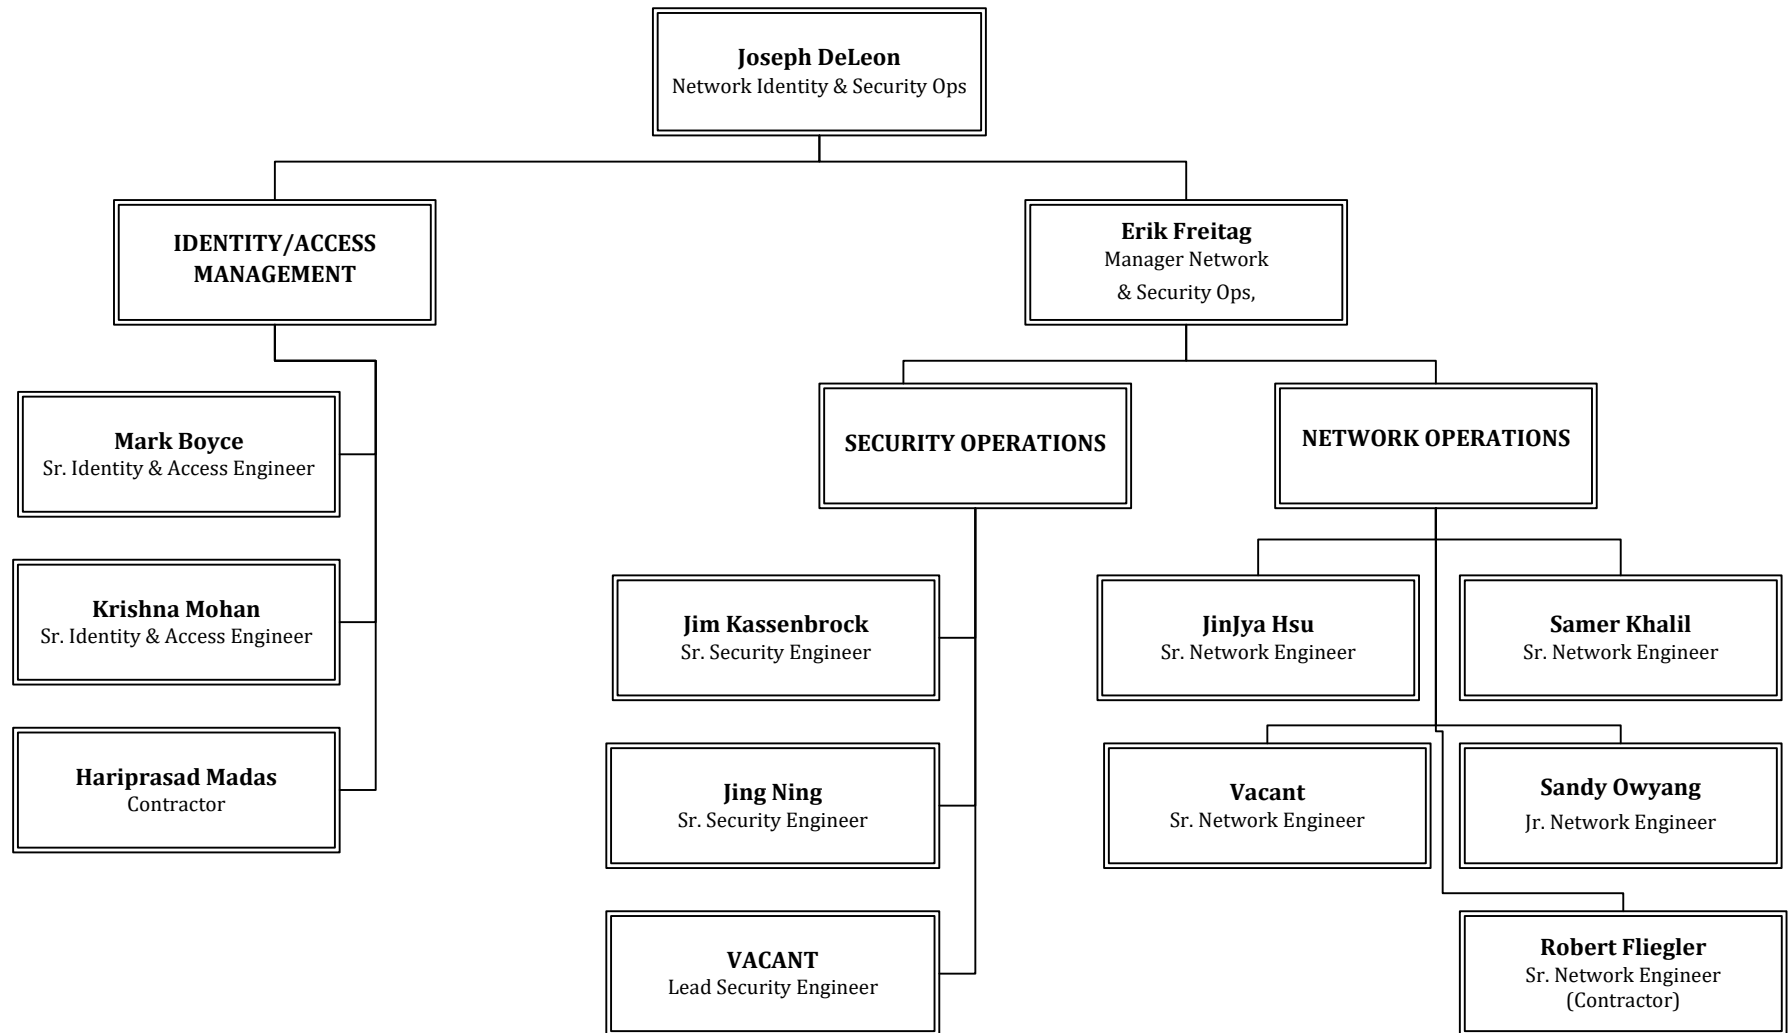 Joseph DeLeon
Network Identity & Security Ops
IDENTITY/ACCESS
MANAGEMENT
Erik Freitag
Manager Network
& Security Ops,
Mark Boyce
Sr. Identity & Access Engineer
Krishna Mohan
Sr. Identity & Access Engineer
Hariprasad Madas
Contractor
SECURITY OPERATIONS
Jim Kassenbrock
Sr. Security Engineer
Jing Ning
Sr. Security Engineer
VACANT
Lead Security Engineer
NETWORK OPERATIONS
JinJya Hsu
Sr. Network Engineer
Samer Khalil
Sr. Network Engineer
Vacant
Sr. Network Engineer
Sandy Owyang
Jr. Network Engineer
Robert Fliegler
Sr. Network Engineer
(Contractor)